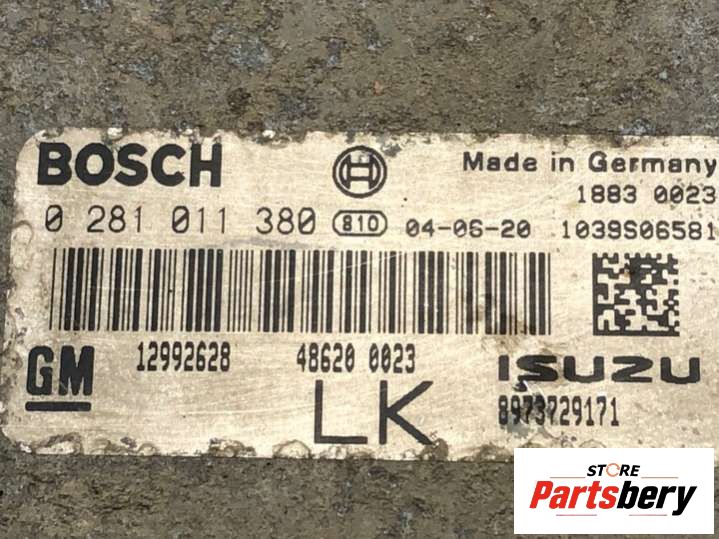 BOSCH Made in Germany
1883 0023
0 281 011 380 810 04-06-20 1039S06581
12992628 48620 0023 ISUZU
GM LK 8973729171
STORE
Partsbery